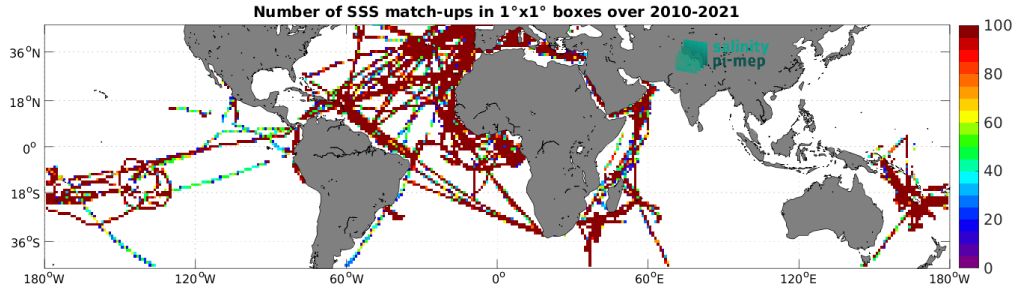 Number of SSS match-ups in 1°x1° boxes over 2010-2021
salinity
pi-mep
36°N
18°N
0°
18°S
36°S
180°W
120°W
60°W
0°
60°E
120°E
180°W
100
80
60
40
20
0